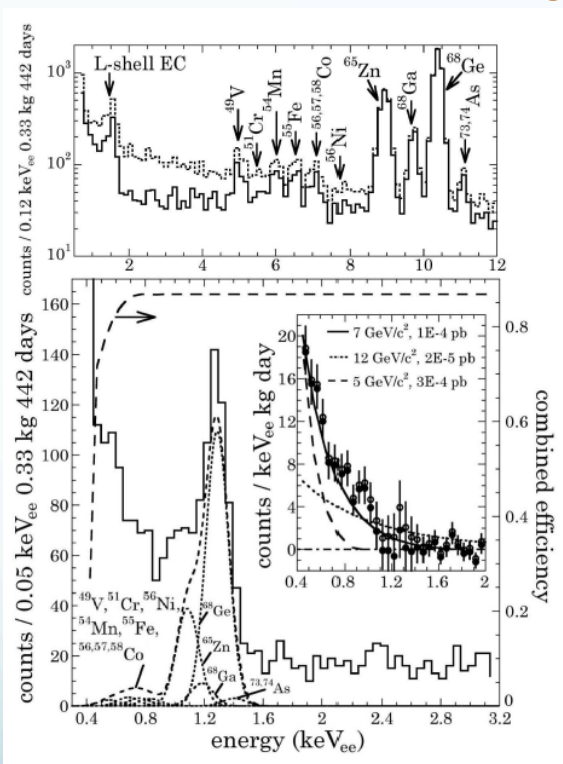 counts / 0.12 keVee 0.33 kg 442 days
10³
10²
10¹
L-shell EC
⁴⁹V
⁵¹Cr
⁵⁴Mn
⁵⁵Fe
⁵⁶,⁵⁷,⁵⁸Co
⁵⁶Ni
⁶⁵Zn
⁶⁸Ga
⁶⁸Ge
⁷³,⁷⁴As
2 4 6 8 10 12
counts / 0.05 keVee 0.33 kg 442 days
160
140
120
100
80
60
40
20
0
⁴⁹V, ⁵¹Cr, ⁵⁶Ni,
⁵⁴Mn, ⁵⁵Fe,
⁵⁶,⁵⁷,⁵⁸Co
⁶⁸Ge
⁶⁵Zn
⁶⁸Ga
⁷³,⁷⁴As
counts / keVee kg day
20
16
12
8
4
0
7 GeV/c², 1E-4 pb
12 GeV/c², 2E-5 pb
5 GeV/c², 3E-4 pb
0.4 0.8 1.2 1.6 2
combined efficiency
0.8
0.6
0.4
0.2
0
0.4 0.8 1.2 1.6 2 2.4 2.8 3.2
energy (keVee)